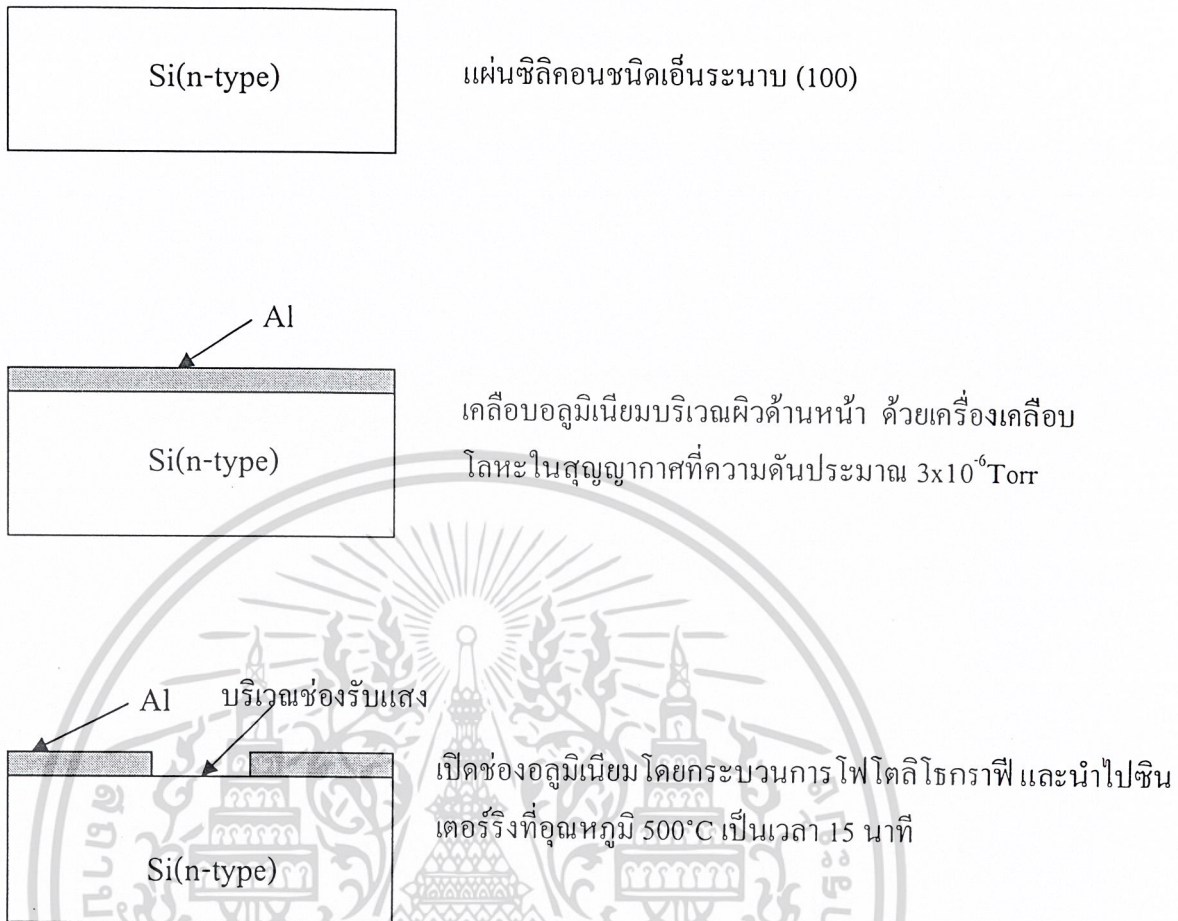 Si(n-type)
แผ่นซิลิคอนชนิดเอ็นระนาบ (100)
Al
Si(n-type)
เคลือบอลูมิเนียมบริเวณผิวด้านหน้า ด้วยเครื่องเคลือบ
โลหะในสุญญากาศที่ความดันประมาณ 3x10⁻⁶Torr
Al
บริเวณช่องรับแสง
Si(n-type)
เปิดช่องอลูมิเนียมโดยกระบวนการโฟโตลิโธกราฟี และนำไปซิน
เตอร์ริงที่อุณหภูมิ 500°C เป็นเวลา 15 นาที